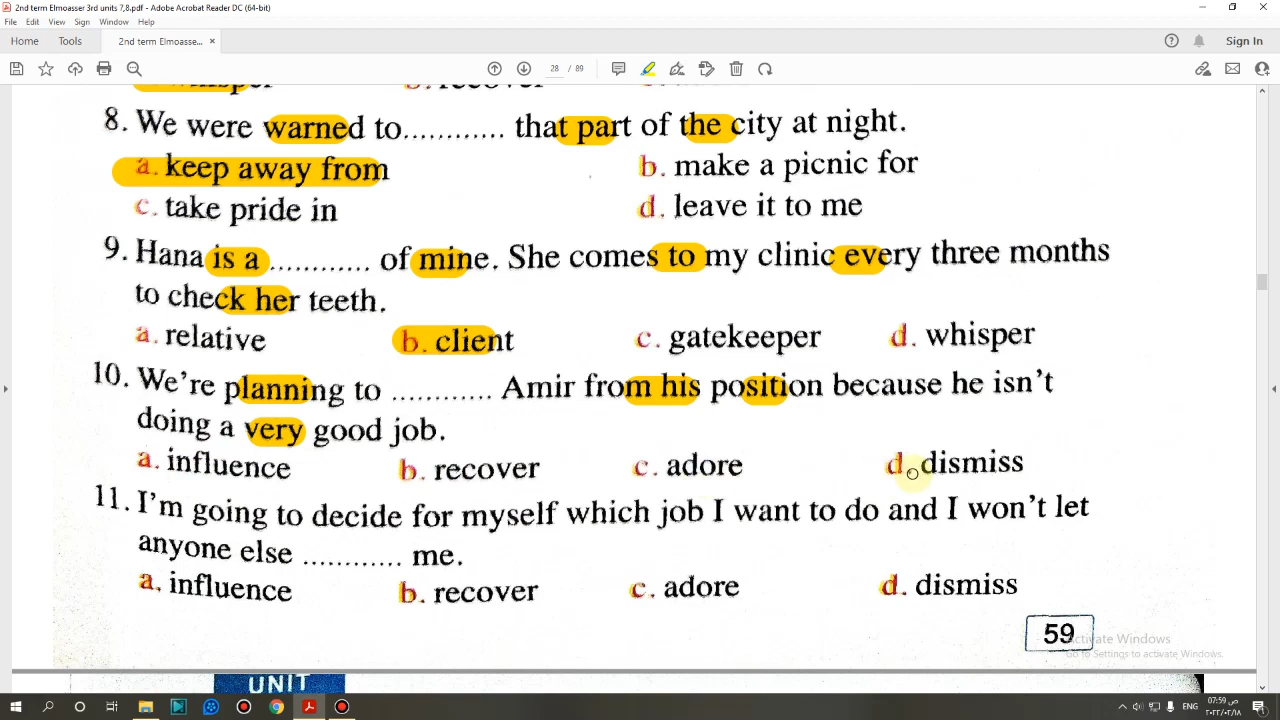 2nd term Elmoasser 3rd units 7,8.pdf - Adobe Acrobat Reader DC (64-bit)
File Edit View Sign Window Help
Home Tools 2nd term Elmoasse... × Sign In
28 / 89
b. recover
8. We were warned to............ that part of the city at night.
a. keep away from b. make a picnic for
c. take pride in d. leave it to me
9. Hana is a ............ of mine. She comes to my clinic every three months
to check her teeth.
a. relative b. client c. gatekeeper d. whisper
10. We're planning to ............ Amir from his position because he isn't
doing a very good job.
a. influence b. recover c. adore d. dismiss
11. I'm going to decide for myself which job I want to do and I won't let
anyone else ............ me.
a. influence b. recover c. adore d. dismiss
59
Activate Windows
Go to Settings to activate Windows.
UNIT
ENG 07:59 ص